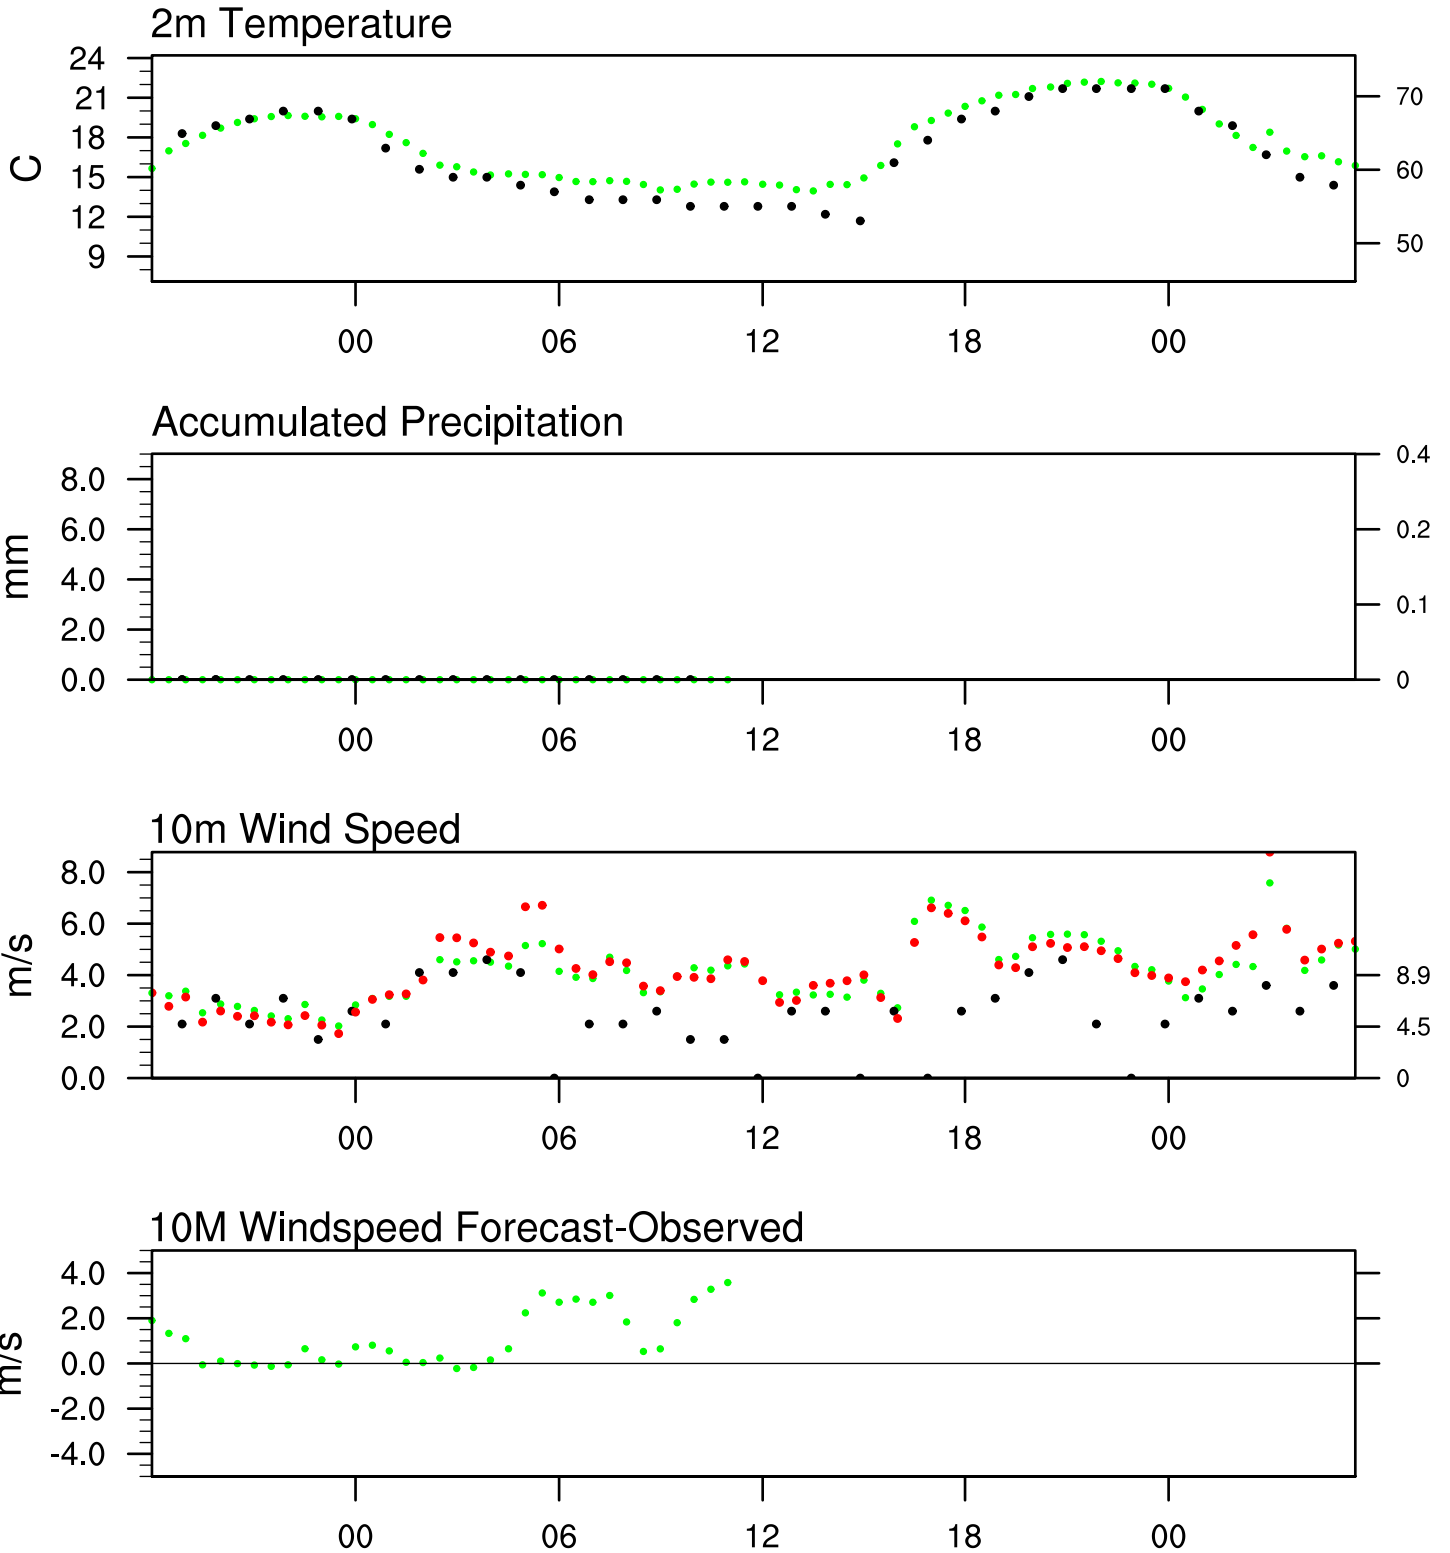 2m Temperature
24
21
18
15
12
9
C
70
60
50
00 06 12 18 00
Accumulated Precipitation
8.0
6.0
4.0
2.0
0.0
mm
0.4
0.2
0.1
0
00 06 12 18 00
10m Wind Speed
8.0
6.0
4.0
2.0
0.0
m/s
8.9
4.5
0
00 06 12 18 00
10M Windspeed Forecast-Observed
4.0
2.0
0.0
-2.0
-4.0
m/s
00 06 12 18 00